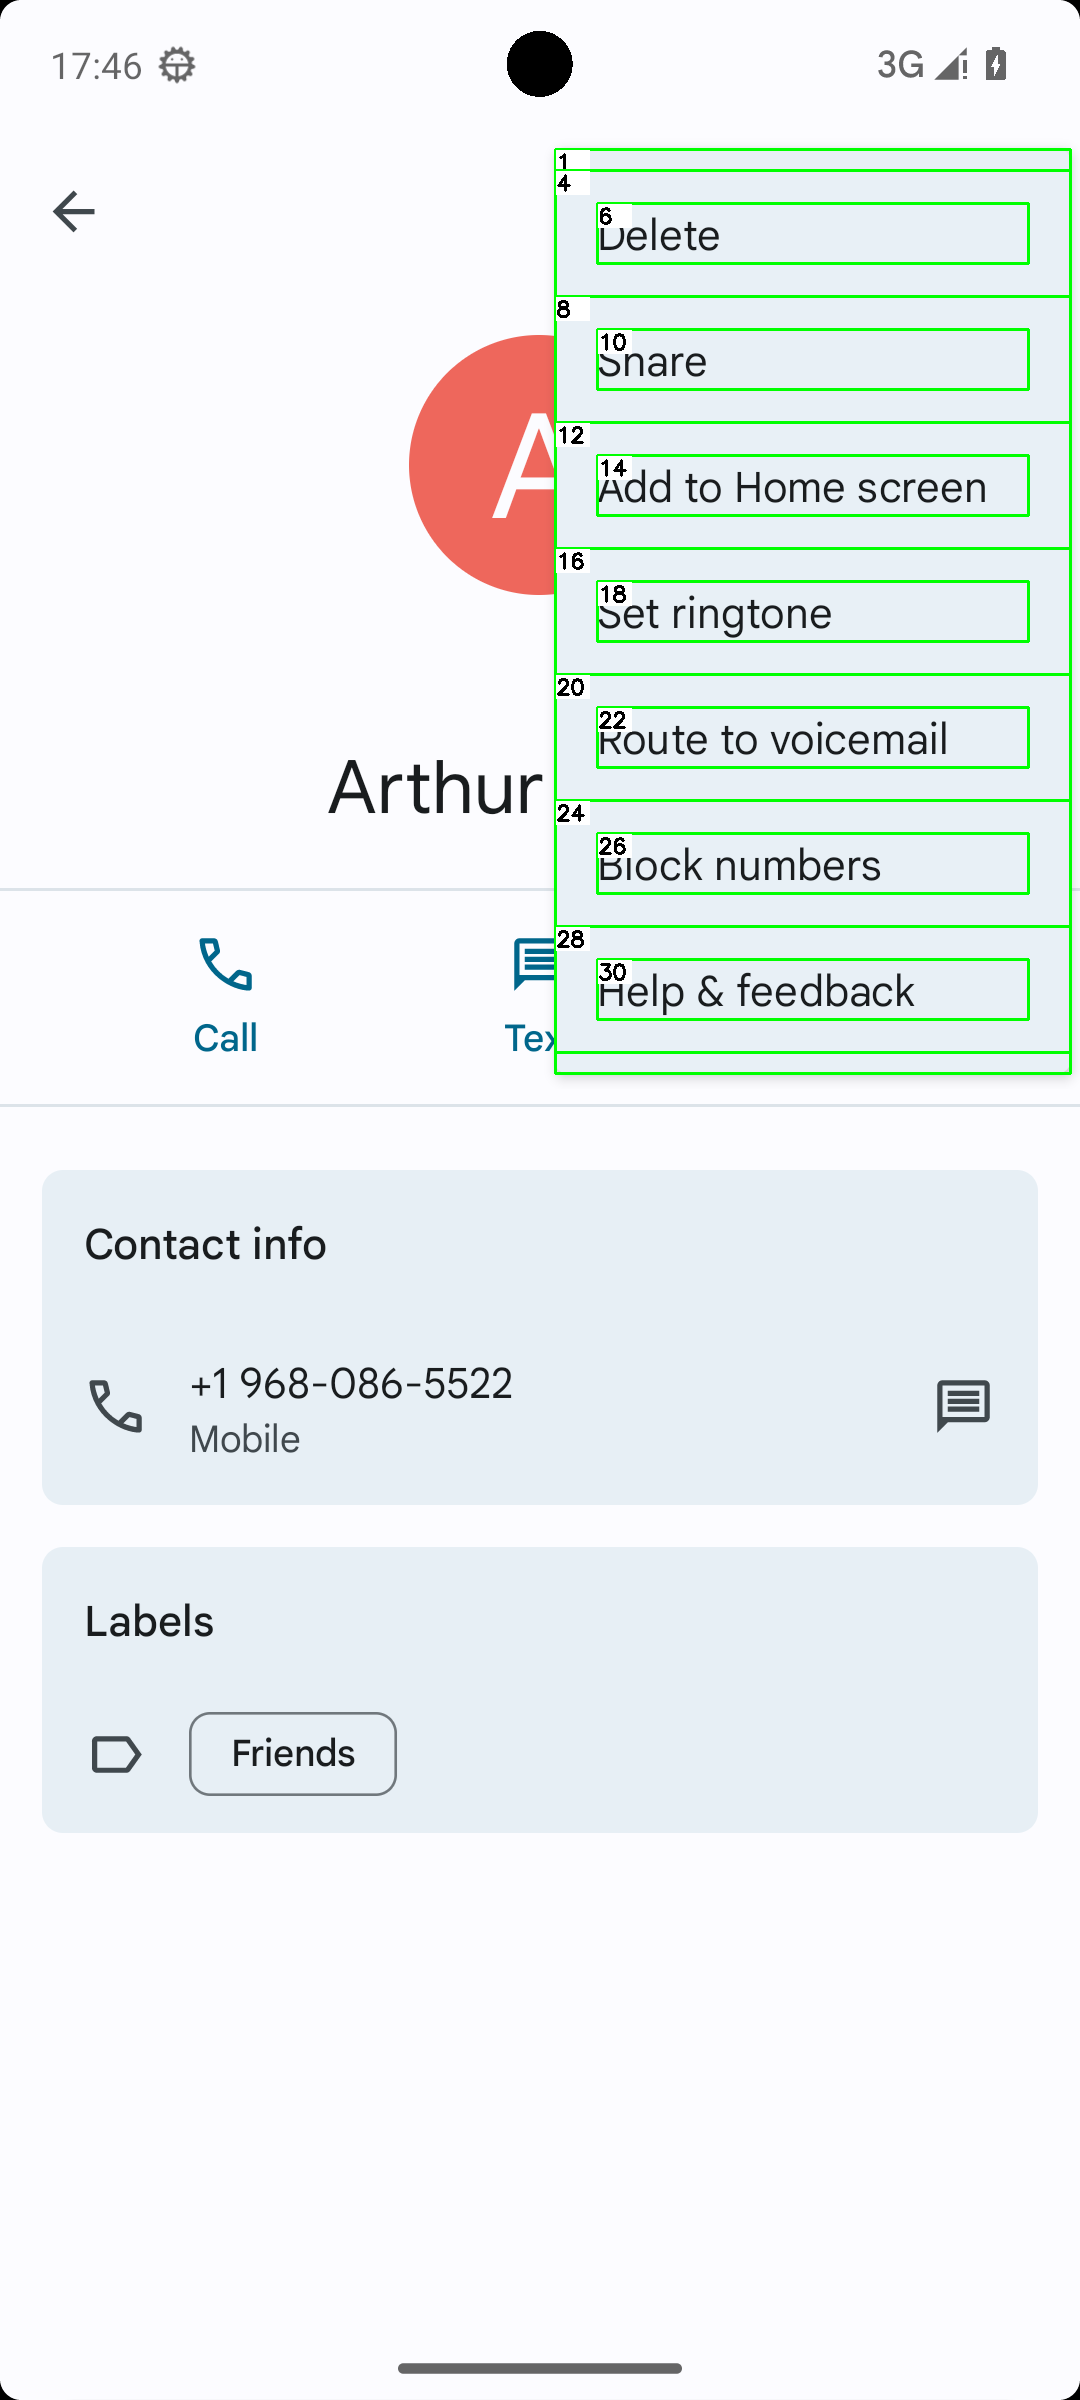 17:46
3G
1
4
6
Delete
8
10
Share
12
14
Add to Home screen
16
18
Set ringtone
20
22
Route to voicemail
24
26
Block numbers
28
30
Help & feedback
A
Arthur
Call
Contact info
+1 968-086-5522
Mobile
Labels
Friends